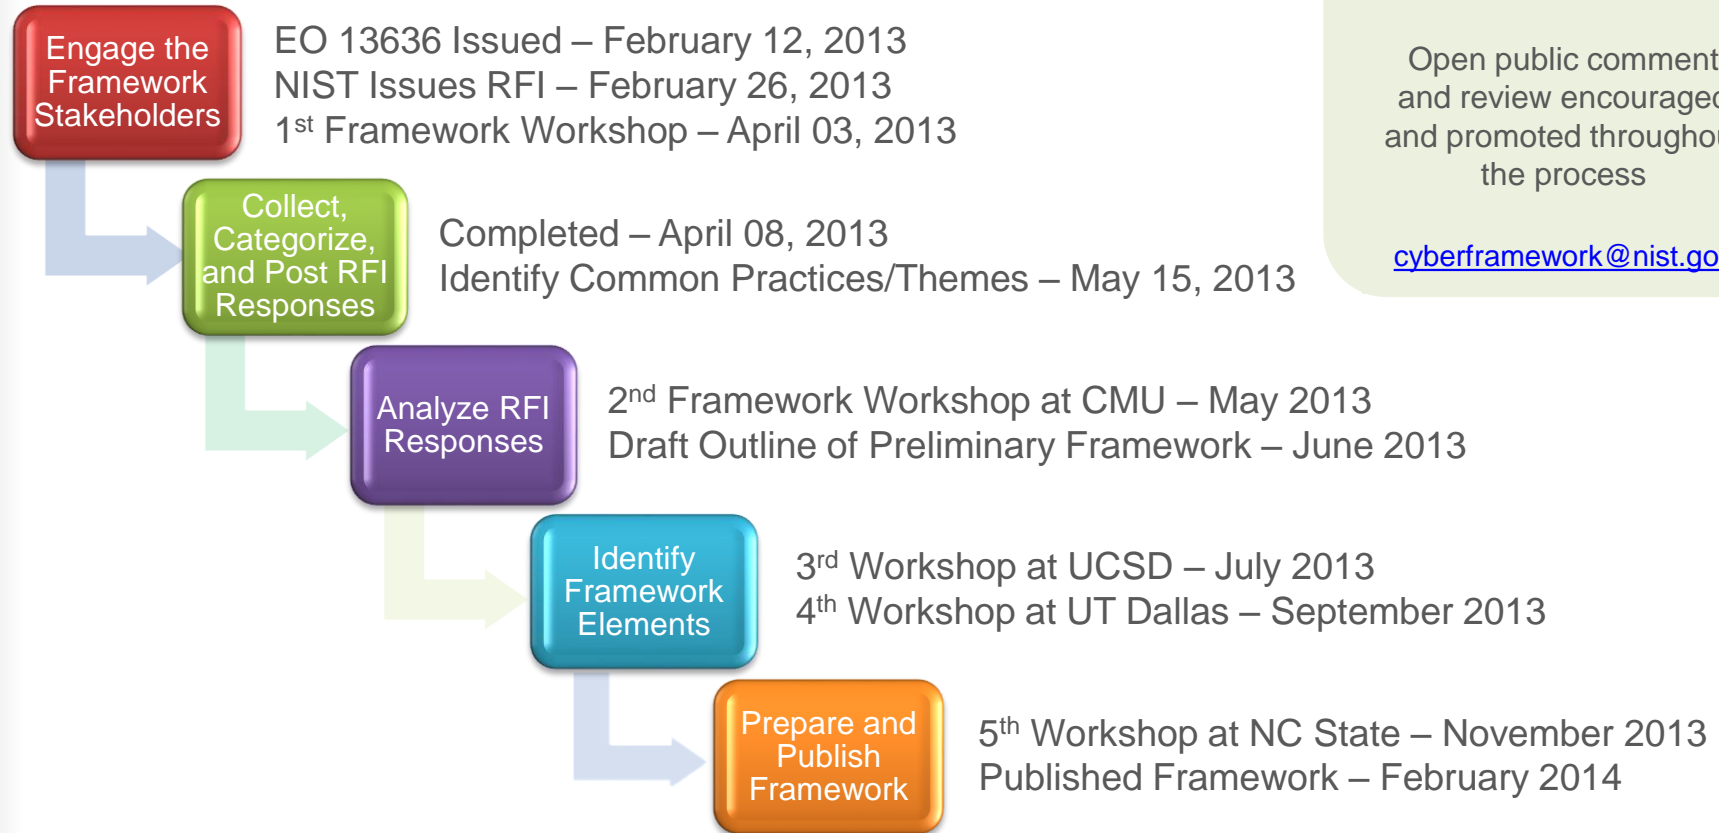 Engage the
Framework
Stakeholders
EO 13636 Issued – February 12, 2013
NIST Issues RFI – February 26, 2013
1st Framework Workshop – April 03, 2013
Open public comment
and review encouraged
and promoted
the process
cyberframework@nist.go
Collect,
Categorize,
and Post RFI
Responses
Completed – April 08, 2013
Identify Common Practices/Themes – May 15, 2013
Analyze RFI
Responses
2nd Framework Workshop at CMU – May 2013
Draft Outline of Preliminary Framework – June 2013
Identify
Framework
Elements
3rd Workshop at UCSD – July 2013
4th Workshop at UT Dallas – September 2013
Prepare and
Publish
Framework
5th Workshop at NC State – November 2013
Published Framework – February 2014